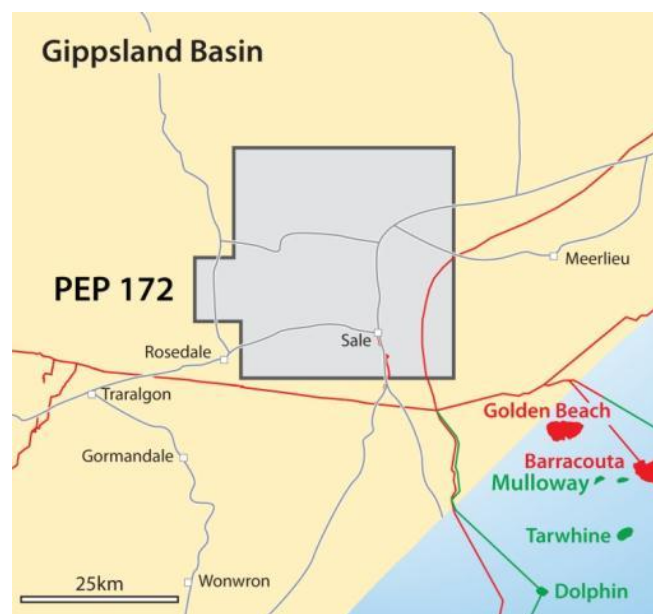 Gippsland Basin
Meerlieu
PEP 172
Sale
Rosedale
Traralgon
Golden Beach
Gormandale
Barracouta
Mulloway
Tarwhine
25km
Wonwron
Dolphin